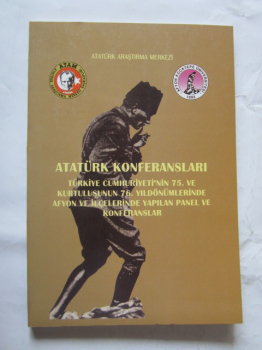 ATATÜRK ARAŞTIRMA MERKEZİ
ATAM
ATATÜRK KONFERANSLARI
TÜRKİYE CUMHURİYETİ'NİN 75. VE
KURTULUŞUNUN 76. YILDÖNÜMLERİNDE
AFYON VE İLÇELERİNDE YAPILAN PANEL VE
KONFERANSLAR